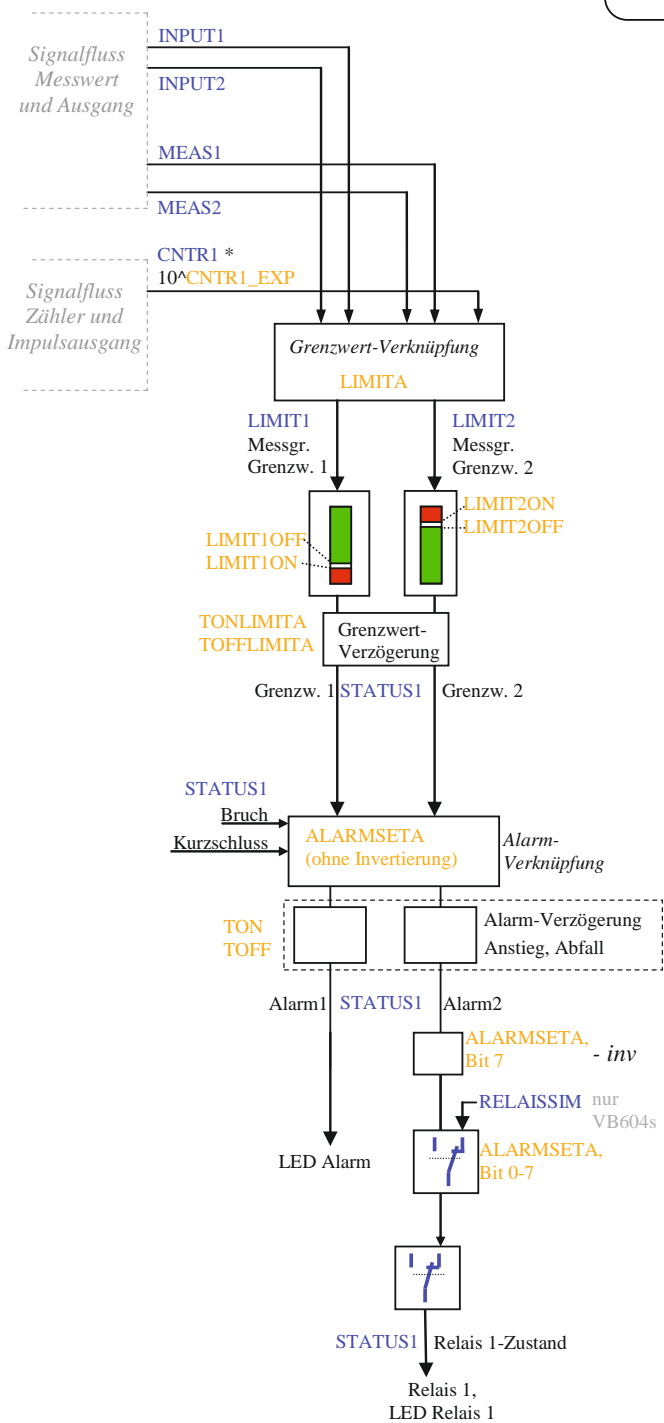 Signalfluss
Messwert
und Ausgang
INPUT1
INPUT2
MEAS1
MEAS2
CNTR1 *
10^CNTR1_EXP
Signalfluss
Zähler und
Impulsausgang
Grenzwert-Verknüpfung
LIMITA
LIMIT1
Messgr.
Grenzw. 1
LIMIT2
Messgr.
Grenzw. 2
LIMIT2ON
LIMIT2OFF
LIMIT1OFF
LIMIT1ON
TONLIMITA
TOFFLIMITA
Grenzwert-
Verzögerung
Grenzw. 1 STATUS1 Grenzw. 2
STATUS1
Bruch
Kurzschluss
ALARMSETA
(ohne Invertierung)
Alarm-
Verknüpfung
TON
TOFF
Alarm-Verzögerung
Anstieg, Abfall
Alarm1 STATUS1 Alarm2
ALARMSETA,
Bit 7
- inv
RELAISSIM nur
VB604s
ALARMSETA,
Bit 0-7
LED Alarm
STATUS1 Relais 1-Zustand
Relais 1,
LED Relais 1